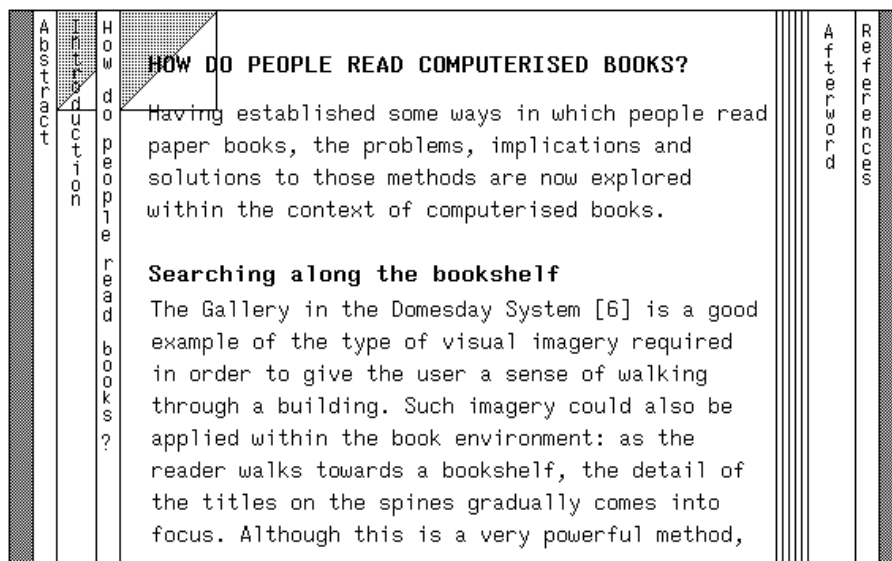 Abstract
Introduction
How do people read books?
HOW DO PEOPLE READ COMPUTERISED BOOKS?
Having established some ways in which people read
paper books, the problems, implications and
solutions to those methods are now explored
within the context of computerised books.
Searching along the bookshelf
The Gallery in the Domesday System [6] is a good
example of the type of visual imagery required
in order to give the user a sense of walking
through a building. Such imagery could also be
applied within the book environment: as the
reader walks towards a bookshelf, the detail of
the titles on the spines gradually comes into
focus. Although this is a very powerful method,
Afterword
References